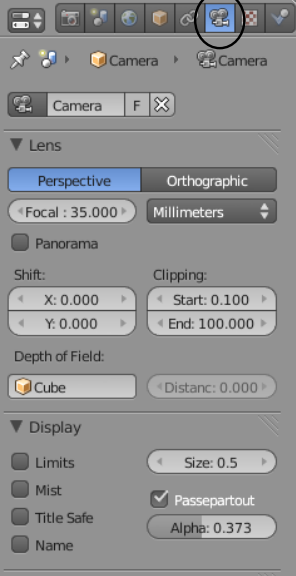 Camera Camera
Camera F
Lens
Perspective Orthographic
Focal : 35.000 Millimeters
Panorama
Shift: Clipping:
X: 0.000 Start: 0.100
Y: 0.000 End: 100.000
Depth of Field:
Cube Distanc: 0.000
Display
Limits Size: 0.5
Mist Passepartout
Title Safe Alpha: 0.373
Name